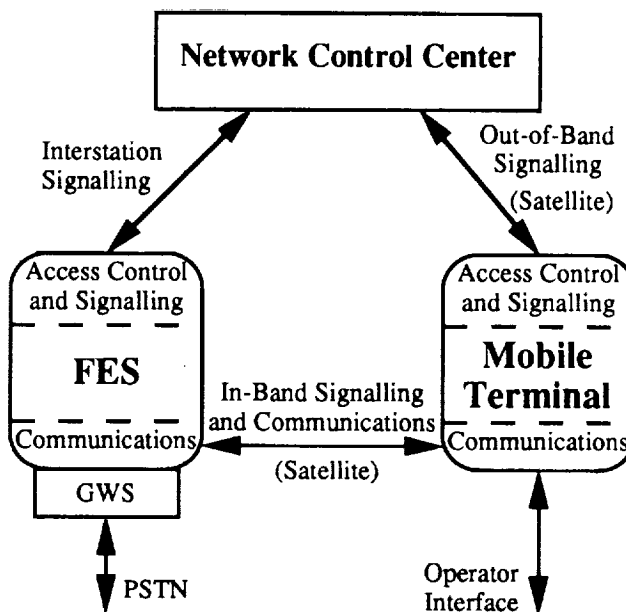 Network Control Center
Interstation
Signalling
Out-of-Band
Signalling
(Satellite)
Access Control
and Signalling
FES
Communications
GWS
PSTN
In-Band Signalling
and Communications
(Satellite)
Access Control
and Signalling
Mobile
Terminal
Communications
Operator
Interface